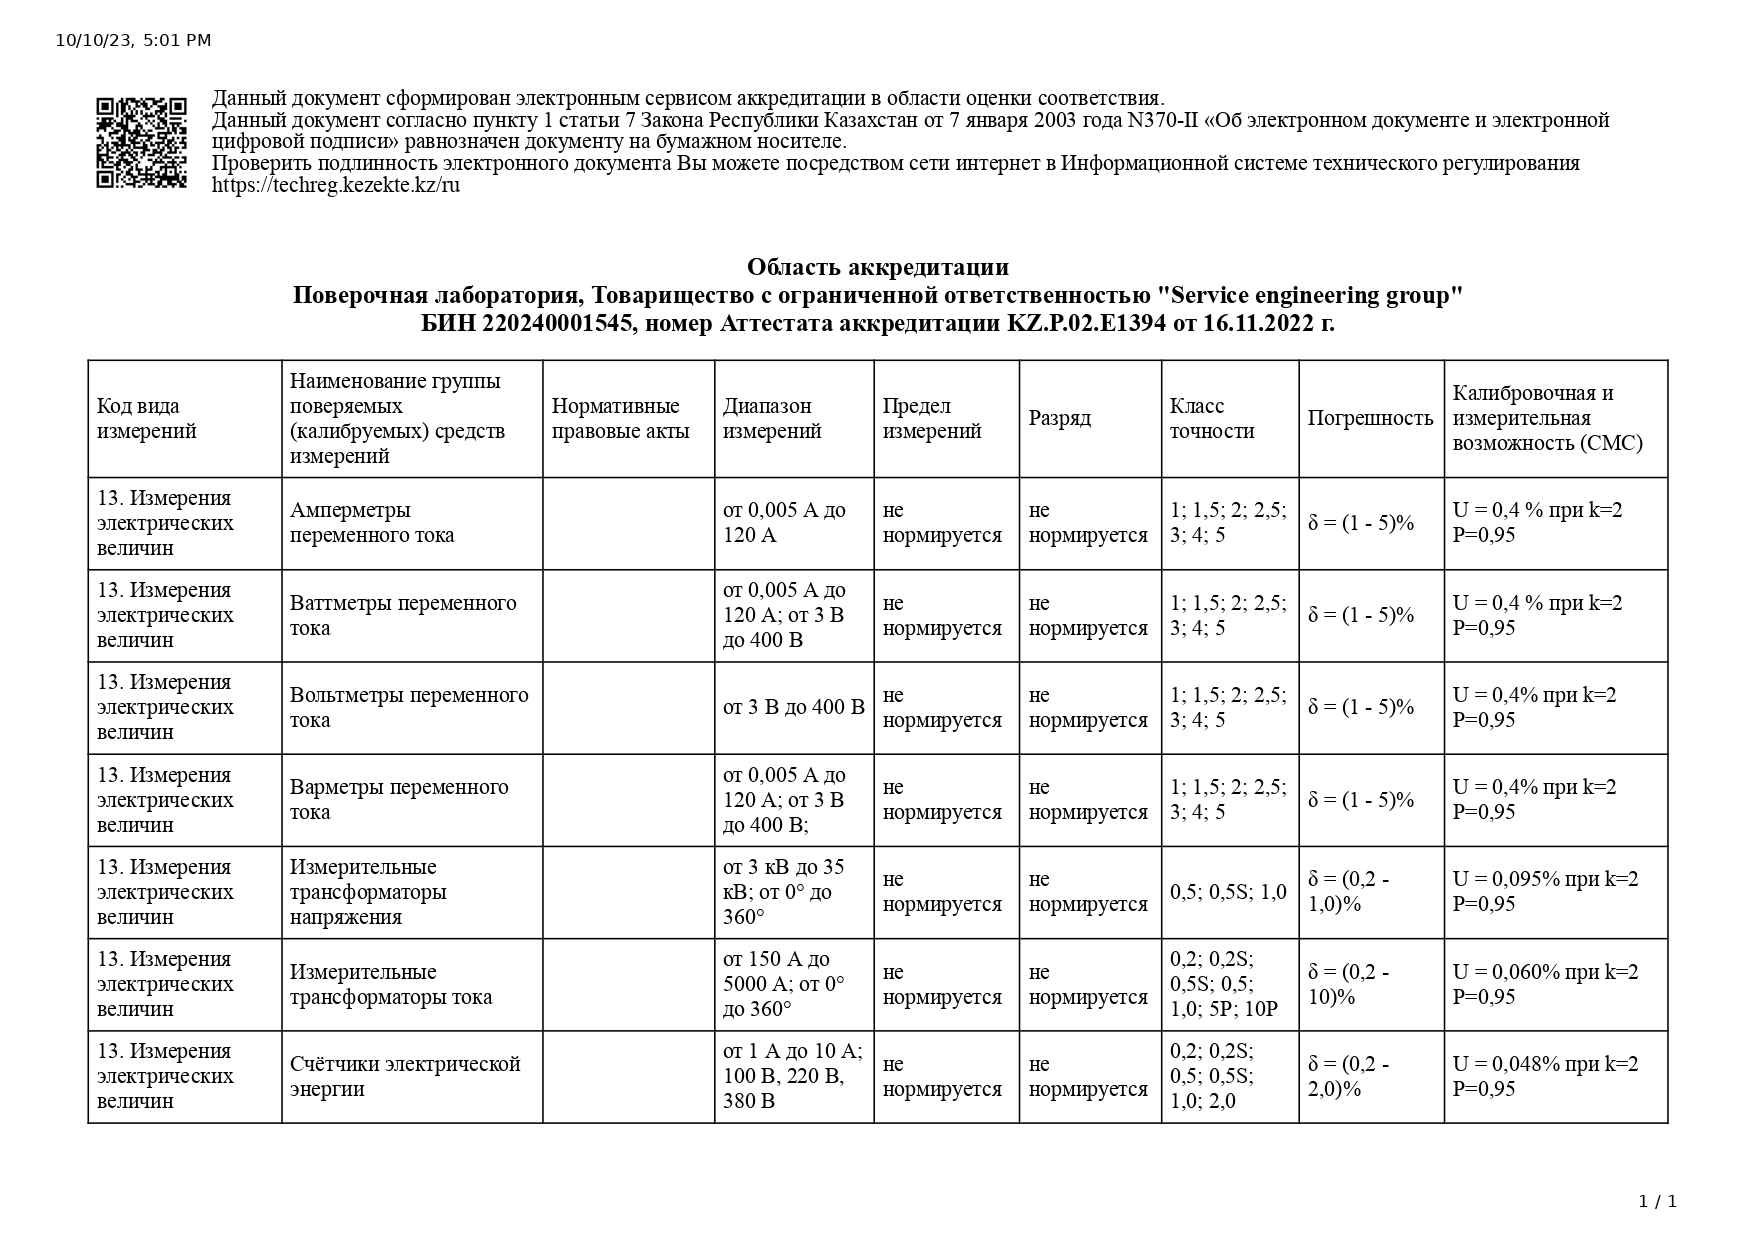 10/10/23, 5:01 PM
Данный документ сформирован электронным сервисом аккредитации в области оценки соответствия.
Данный документ согласно пункту 1 статьи 7 Закона Республики Казахстан от 7 января 2003 года N370-II «Об электронном документе и электронной
цифровой подписи» равнозначен документу на бумажном носителе.
Проверить подлинность электронного документа Вы можете посредством сети интернет в Информационной системе технического регулирования
https://techreg.kezekte.kz/ru
Область аккредитации
Поверочная лаборатория, Товарищество с ограниченной ответственностью "Service engineering group"
БИН 220240001545, номер Аттестата аккредитации KZ.P.02.E1394 от 16.11.2022 г.
Код вида
измерений
Наименование группы
поверяемых
(калибруемых) средств
измерений
Нормативные
правовые акты
Диапазон
измерений
Предел
измерений
Разряд
Класс
точности
Погрешность
Калибровочная и
измерительная
возможность (СМС)
13. Измерения
электрических
величин
Амперметры
переменного тока
от 0,005 А до
120 А
не
нормируется
не
нормируется
1; 1,5; 2; 2,5;
3; 4; 5
δ = (1 - 5)%
U = 0,4 % при k=2
P=0,95
13. Измерения
электрических
величин
Ваттметры переменного
тока
от 0,005 А до
120 А; от 3 В
до 400 В
не
нормируется
не
нормируется
1; 1,5; 2; 2,5;
3; 4; 5
δ = (1 - 5)%
U = 0,4 % при k=2
P=0,95
13. Измерения
электрических
величин
Вольтметры переменного
тока
от 3 В до 400 В
не
нормируется
не
нормируется
1; 1,5; 2; 2,5;
3; 4; 5
δ = (1 - 5)%
U = 0,4% при k=2
P=0,95
13. Измерения
электрических
величин
Варметры переменного
тока
от 0,005 А до
120 А; от 3 В
до 400 В;
не
нормируется
не
нормируется
1; 1,5; 2; 2,5;
3; 4; 5
δ = (1 - 5)%
U = 0,4% при k=2
P=0,95
13. Измерения
электрических
величин
Измерительные
трансформаторы
напряжения
от 3 кВ до 35
кВ; от 0° до
360°
не
нормируется
не
нормируется
0,5; 0,5S; 1,0
δ = (0,2 -
1,0)%
U = 0,095% при k=2
P=0,95
13. Измерения
электрических
величин
Измерительные
трансформаторы тока
от 150 А до
5000 А; от 0°
до 360°
не
нормируется
не
нормируется
0,2; 0,2S;
0,5S; 0,5;
1,0; 5P; 10P
δ = (0,2 -
10)%
U = 0,060% при k=2
P=0,95
13. Измерения
электрических
величин
Счётчики электрической
энергии
от 1 А до 10 А;
100 В, 220 В,
380 В
не
нормируется
не
нормируется
0,2; 0,2S;
0,5; 0,5S;
1,0; 2,0
δ = (0,2 -
2,0)%
U = 0,048% при k=2
P=0,95
1 / 1